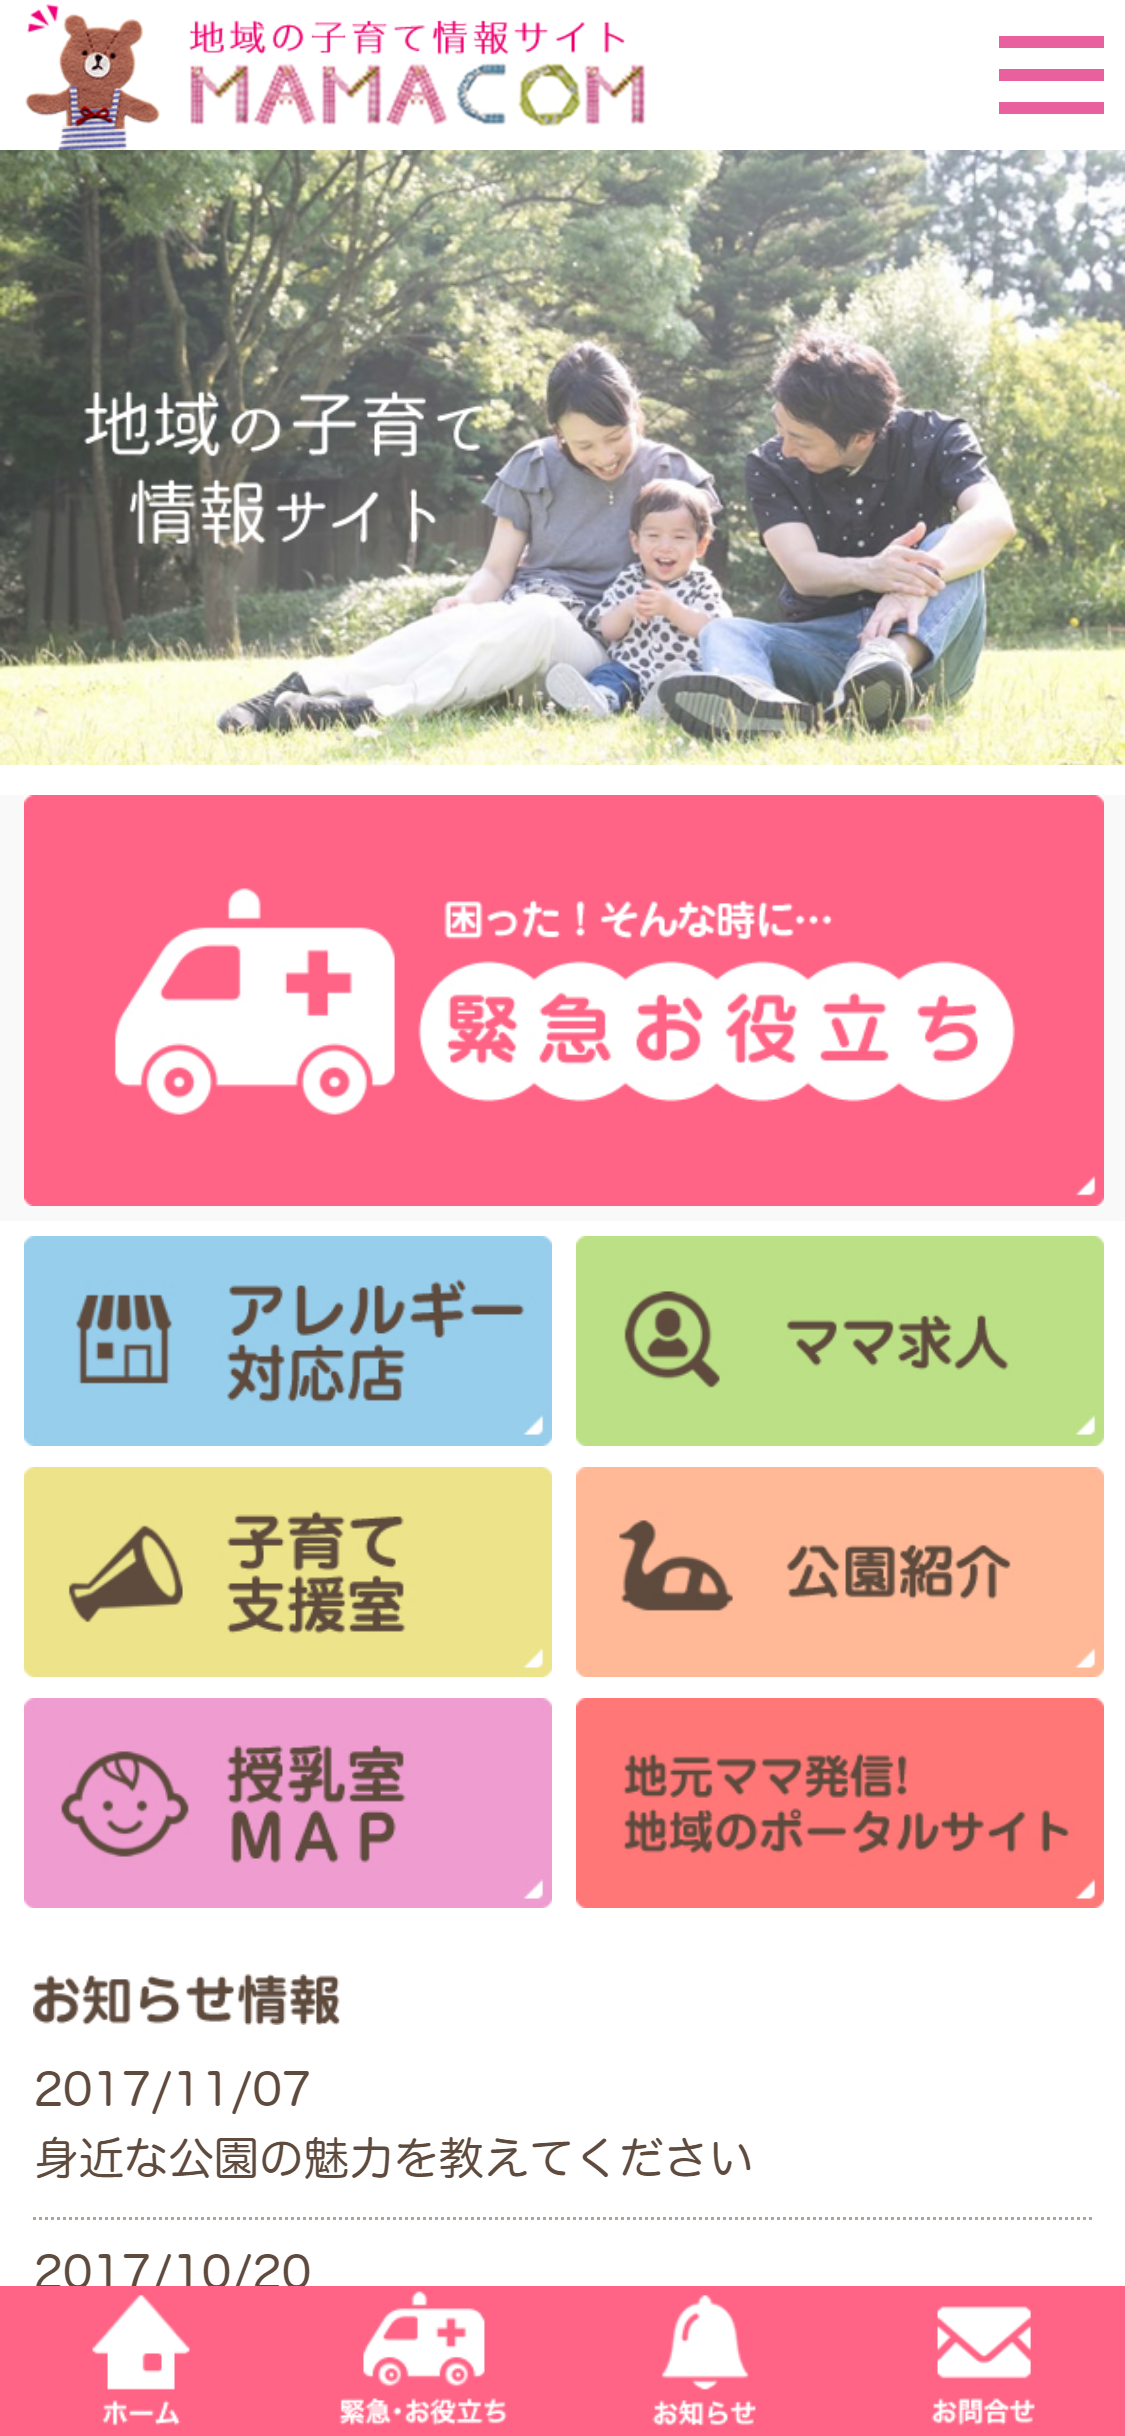 地域の子育て情報サイト
MAMACOM
地域の子育て
情報サイト
困った！そんな時に…
緊急お役立ち
アレルギー
対応店
ママ求人
子育て
支援室
公園紹介
授乳室
MAP
地元ママ発信!
地域のポータルサイト
お知らせ情報
2017/11/07
身近な公園の魅力を教えてください
2017/10/20
ホーム
緊急・お役立ち
お知らせ
お問合せ